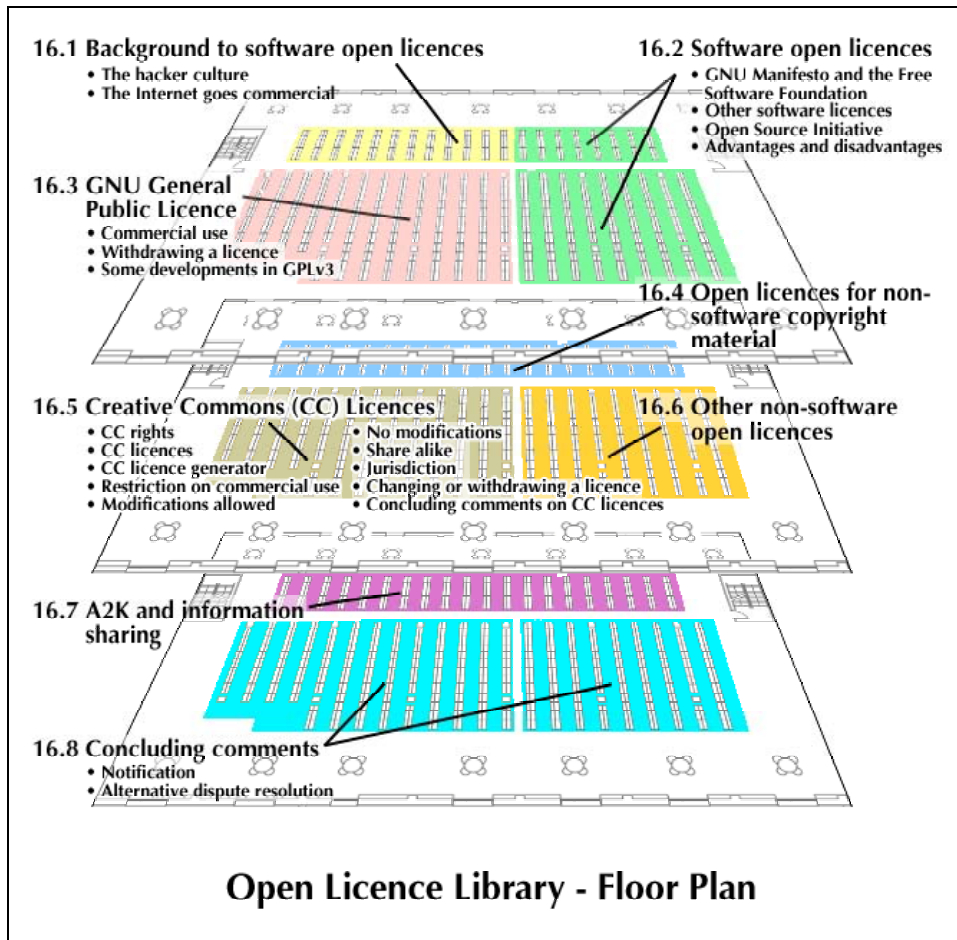 16.1 Background to software open licences
• The hacker culture
• The Internet goes commercial
16.2 Software open licences
• GNU Manifesto and the Free
Software Foundation
• Other software licences
• Open Source Initiative
• Advantages and disadvantages
16.3 GNU General
Public Licence
• Commercial use
• Withdrawing a licence
• Some developments in GPLv3
16.4 Open licences for non-
software copyright
material
16.5 Creative Commons (CC) Licences
• CC rights
• CC licences
• CC licence generator
• Restriction on commercial use
• Modifications allowed
• No modifications
• Share alike
• Jurisdiction
• Changing or withdrawing a licence
• Concluding comments on CC licences
16.6 Other non-software
open licences
16.7 A2K and information
sharing
16.8 Concluding comments
• Notification
• Alternative dispute resolution
Open Licence Library - Floor Plan